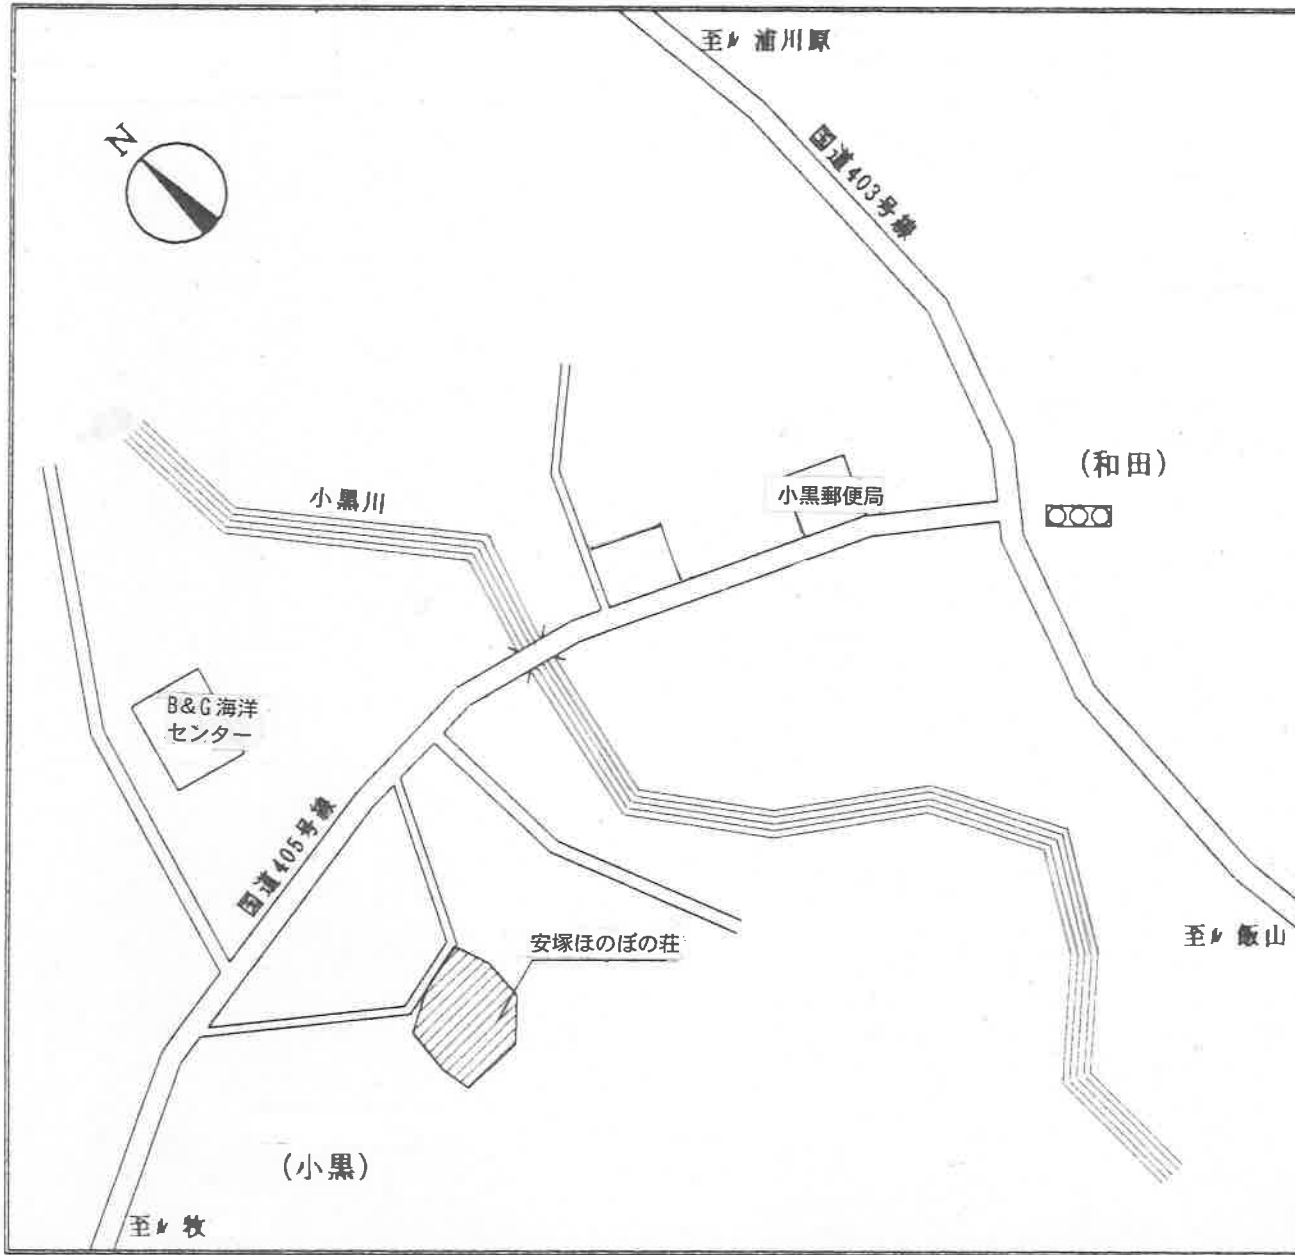 至 浦川原
N
国道403号線
(和田)
小黒川
小黒郵便局
B&G海洋
センター
国道405号線
安塚ほのぼの荘
至 飯山
(小黒)
至 牧